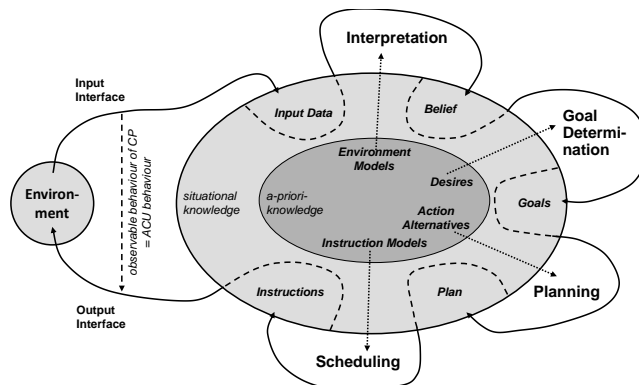 Interpretation
Input
Interface
Input Data
Belief
Goal
Determi-
nation
Environment
Models
Desires
Environ-
ment
observable behaviour of CP
= ACU behaviour
situational
knowledge
a-priori-
knowledge
Action
Alternatives
Goals
Instruction Models
Instructions
Plan
Planning
Output
Interface
Scheduling